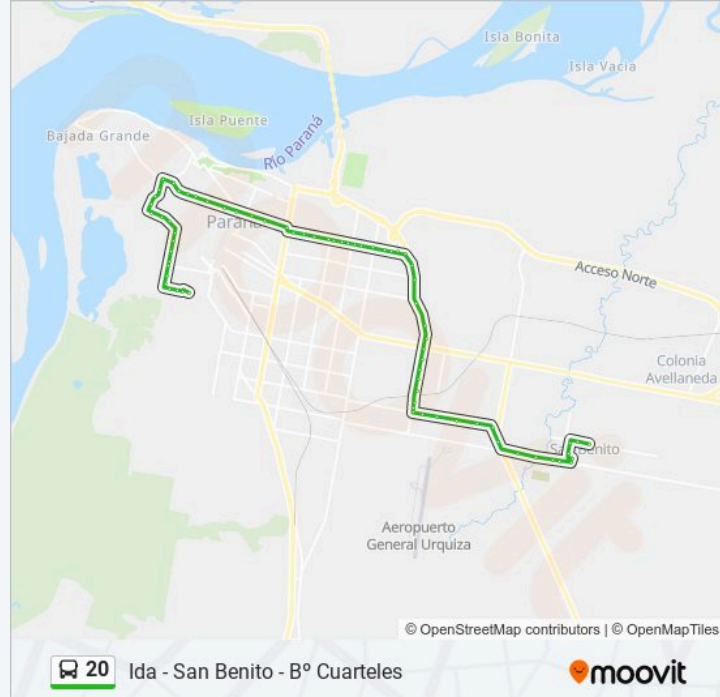 Isla Bonita
Isla Vacia
Isla Puente
Bajada Grande
Río Paraná
Paraná
Acceso Norte
Colonia
Avellaneda
San Benito
Aeropuerto
General Urquiza
© OpenStreetMap contributors | © OpenMapTiles
20 Ida - San Benito - Bº Cuarteles
moovit